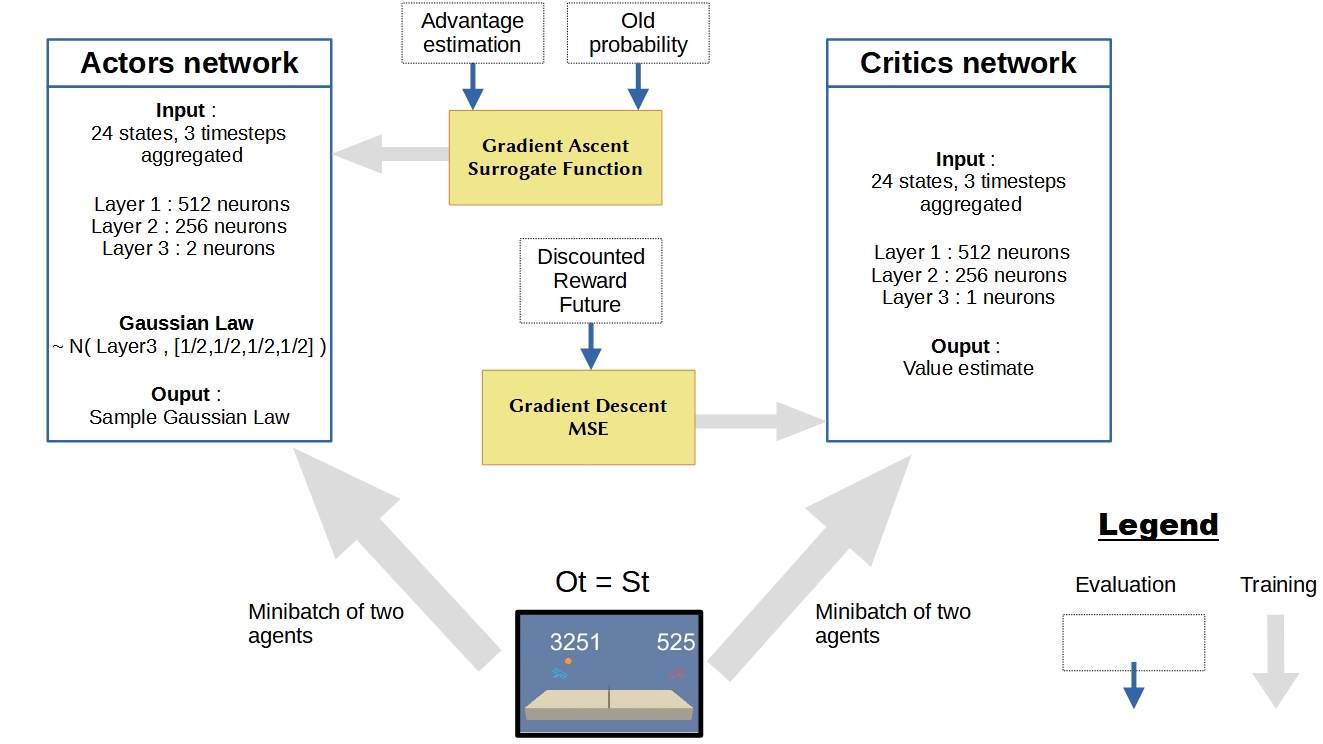 Advantage
estimation
Old
probability
Actors network
Input :
24 states, 3 timesteps
aggregated
Layer 1 : 512 neurons
Layer 2 : 256 neurons
Layer 3 : 2 neurons
Gaussian Law
~ N( Layer3 , [1/2,1/2,1/2,1/2] )
Ouput :
Sample Gaussian Law
Gradient Ascent
Surrogate Function
Discounted
Reward
Future
Gradient Descent
MSE
Critics network
Input :
24 states, 3 timesteps
aggregated
Layer 1 : 512 neurons
Layer 2 : 256 neurons
Layer 3 : 1 neurons
Ouput :
Value estimate
Ot = St
Minibatch of two
agents
3251 525
Minibatch of two
agents
Legend
Evaluation
Training